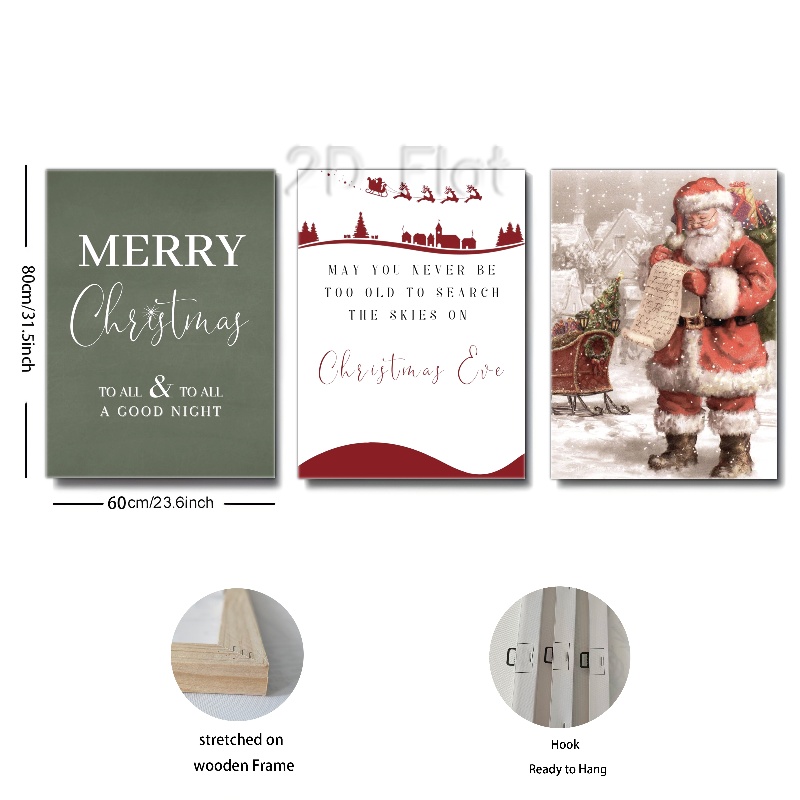 2D Flat
MERRY
Christmas
TO ALL & TO ALL
A GOOD NIGHT
MAY YOU NEVER BE
TOO OLD TO SEARCH
THE SKIES ON
Christmas Eve
80cm/31.5inch
60cm/23.6inch
stretched on
wooden Frame
Hook
Ready to Hang